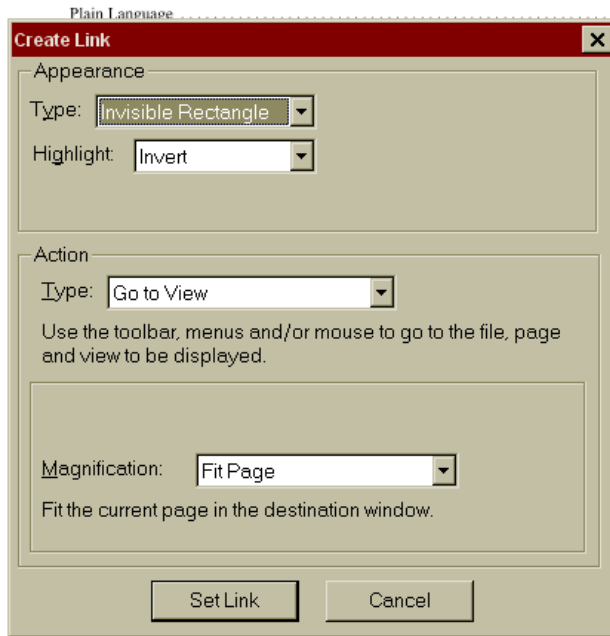 Plain Language
Create Link
Appearance
Type: Invisible Rectangle
Highlight: Invert
Action
Type: Go to View
Use the toolbar, menus and/or mouse to go to the file, page
and view to be displayed.
Magnification: Fit Page
Fit the current page in the destination window.
Set Link Cancel